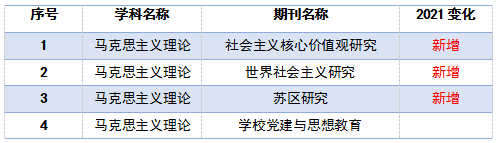 序号 学科名称 期刊名称 2021 变化
1 马克思主义理论 社会主义核心价值观研究 新增
2 马克思主义理论 世界社会主义研究 新增
3 马克思主义理论 苏区研究 新增
4 马克思主义理论 学校党建与思想教育